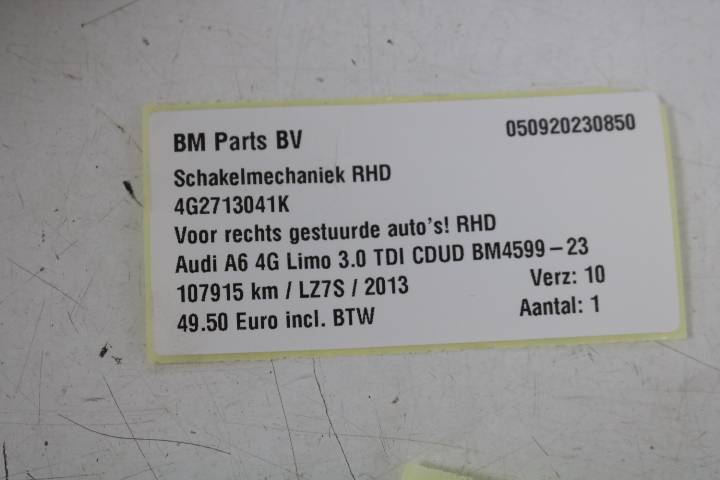 BM Parts BV 050920230850
Schakelmechaniek RHD
4G2713041K
Voor rechts gestuurde auto's! RHD
Audi A6 4G Limo 3.0 TDI CDUD BM4599-23
107915 km / LZ7S / 2013 Verz: 10
49.50 Euro incl. BTW Aantal: 1